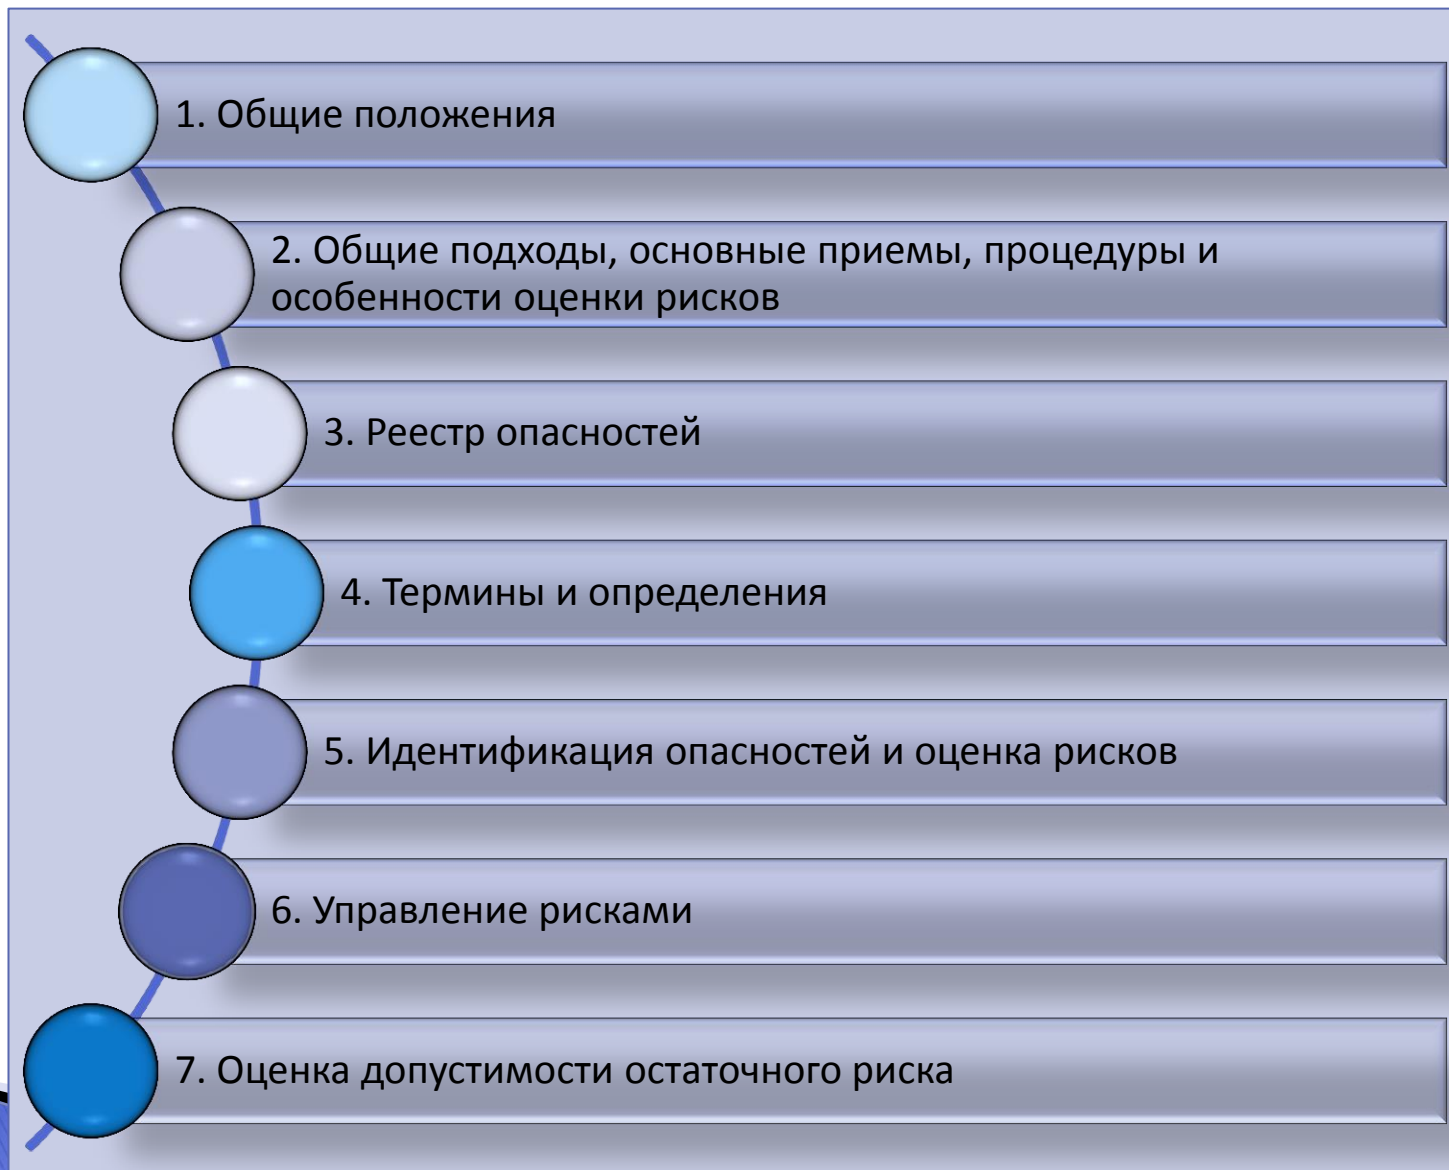 1. Общие положения
2. Общие подходы, основные приемы, процедуры и
особенности оценки рисков
3. Реестр опасностей
4. Термины и определения
5. Идентификация опасностей и оценка рисков
6. Управление рисками
7. Оценка допустимости остаточного риска